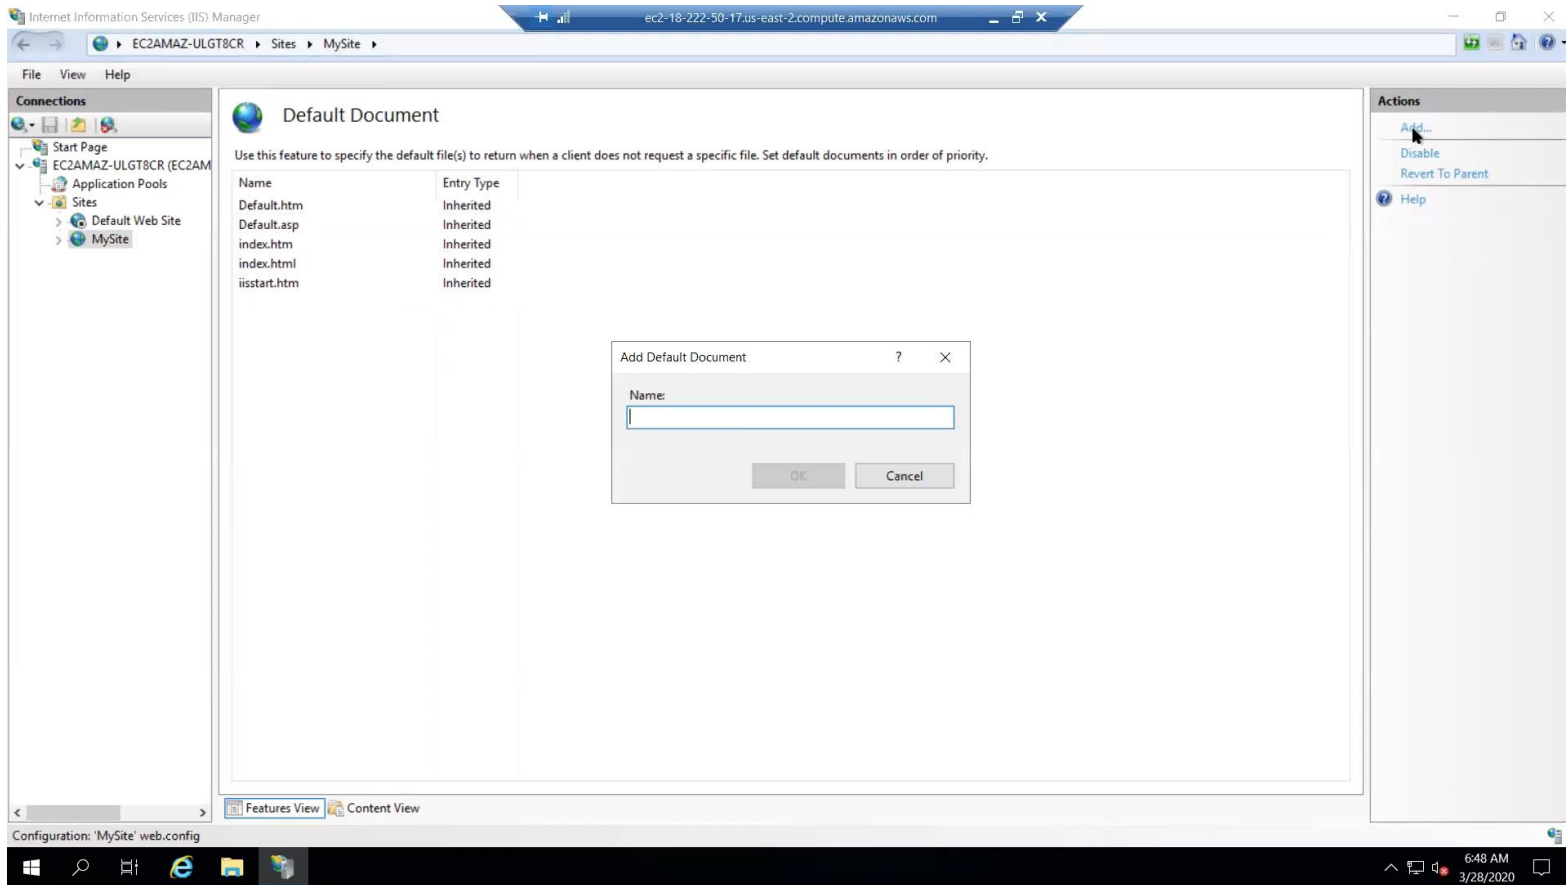 Internet Information Services (IIS) Manager
ec2-18-222-50-17.us-east-2.compute.amazonaws.com
EC2AMAZ-ULGT8CR
Sites
MySite
File
View
Help
Connections
Start Page
EC2AMAZ-ULGT8CR (EC2AM
Application Pools
Sites
Default Web Site
MySite
Default Document
Use this feature to specify the default file(s) to return when a client does not request a specific file. Set default documents in order of priority.
Name Entry Type
Default.htm Inherited
Default.asp Inherited
index.htm Inherited
index.html Inherited
iisstart.htm Inherited
Add Default Document
?
Name:
OK
Cancel
Actions
Add...
Disable
Revert To Parent
Help
Features View
Content View
Configuration: 'MySite' web.config
6:48 AM
3/28/2020